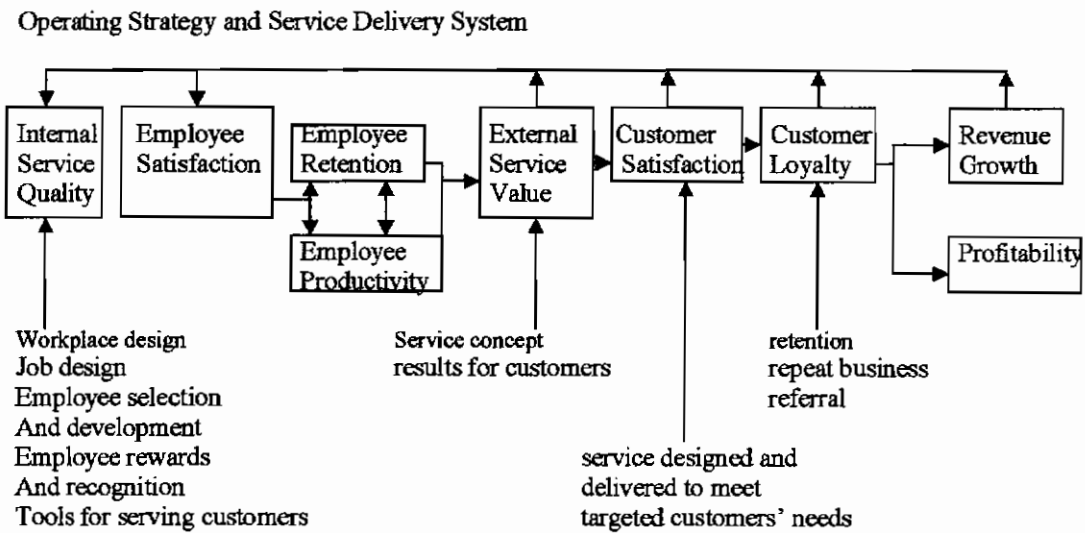 Operating Strategy and Service Delivery System
Internal
Service
Quality
Employee
Satisfaction
Employee
Retention
Employee
Productivity
External
Service
Value
Customer
Satisfaction
Customer
Loyalty
Revenue
Growth
Profitability
Workplace design
Job design
Employee selection
And development
Employee rewards
And recognition
Tools for serving customers
Service concept
results for customers
service designed and
delivered to meet
targeted customers' needs
retention
repeat business
referral